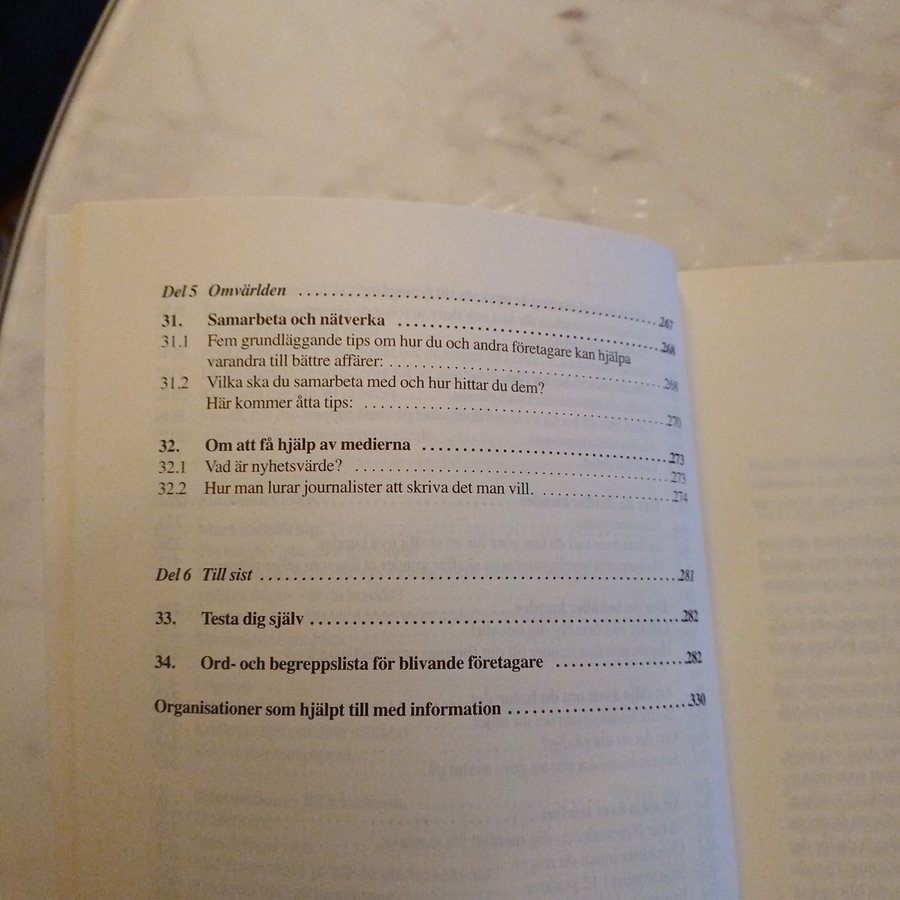 Del 5 Omvärlden .......... 267
31. Samarbeta och nätverka .......... 268
31.1 Fem grundläggande tips om hur du och andra företagare kan hjälpa
varandra till bättre affärer: .......... 268
31.2 Vilka ska du samarbeta med och hur hittar du dem?
Här kommer åtta tips: .......... 270
32. Om att få hjälp av medierna .......... 273
32.1 Vad är nyhetsvärde? .......... 273
32.2 Hur man lurar journalister att skriva det man vill. .......... 274
Del 6 Till sist .......... 281
33. Testa dig själv .......... 282
34. Ord- och begreppslista för blivande företagare .......... 282
Organisationer som hjälpt till med information .......... 330